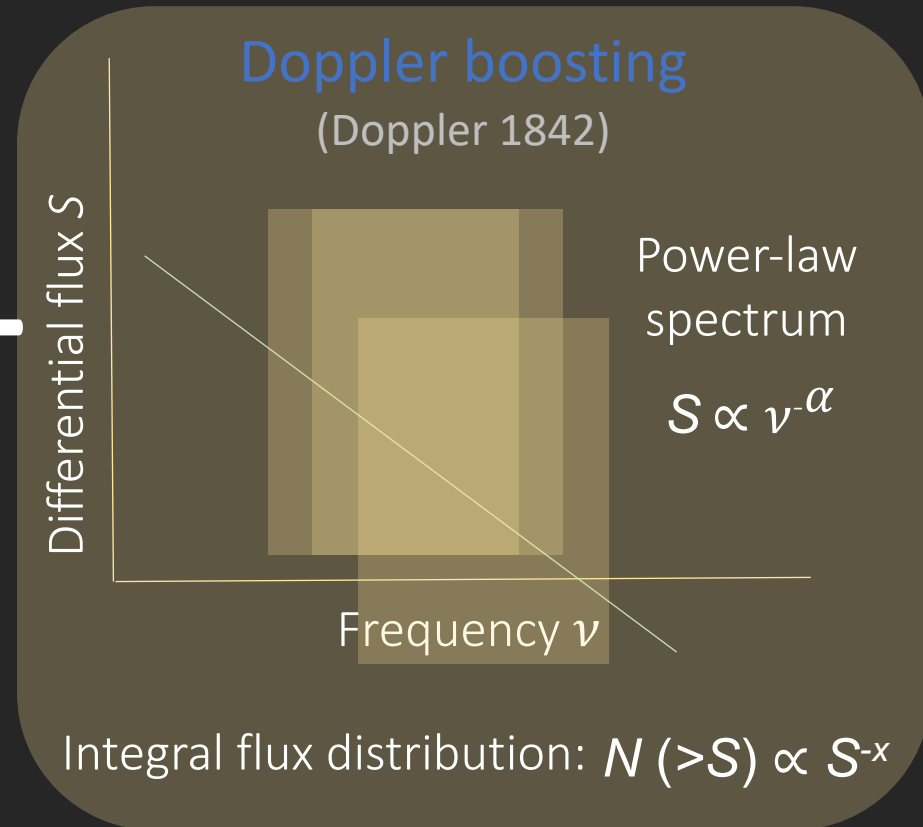 Doppler boosting
(Doppler 1842)
Differential flux S
Power-law
spectrum
S ∝ ν⁻ᵅ
Frequency ν
Integral flux distribution: N (>S) ∝ S⁻ˣ